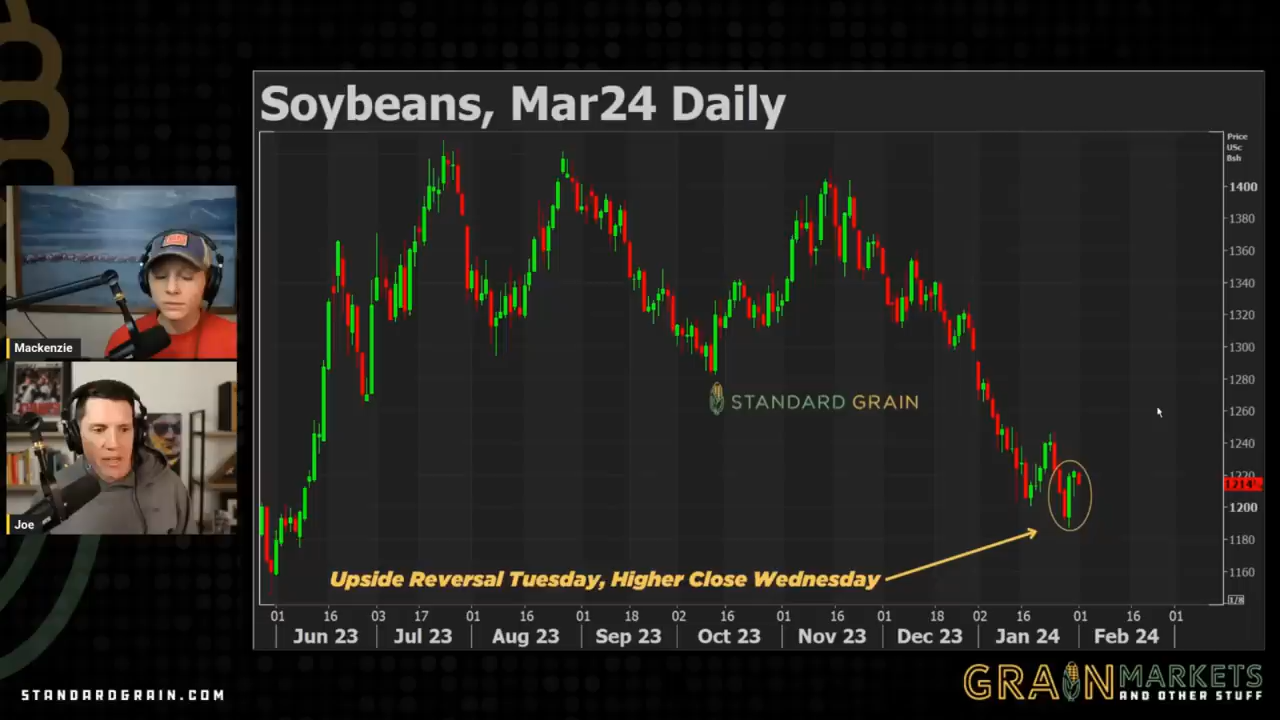 Soybeans, Mar24 Daily
Price
USc
Bsh
1400
1380
1360
1340
1320
1300
1280
1260
1240
1220
1214
1200
1180
1160
Mackenzie
Joe
STANDARD GRAIN
Upside Reversal Tuesday, Higher Close Wednesday
01 16 03 17 01 16 01 18 02 16 01 16 01 18 02 16 01 16 01
Jun 23 Jul 23 Aug 23 Sep 23 Oct 23 Nov 23 Dec 23 Jan 24 Feb 24
STANDARDGRAIN.COM
GRAIN MARKETS
AND OTHER STUFF